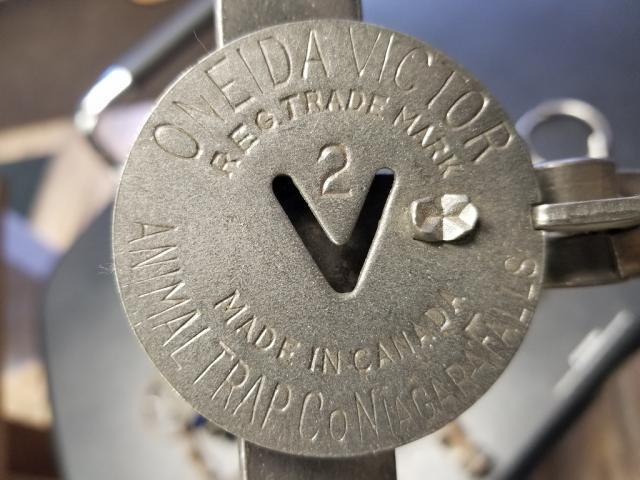 ONEIDA VICTOR
REG. TRADE MARK
2
V
MADE IN CANADA
ANIMAL TRAP Co NIAGARA FALLS